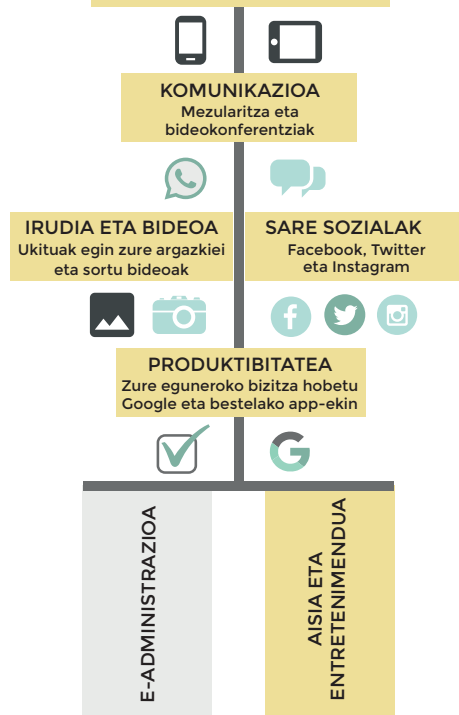 KOMUNIKAZIOA
Mezularitza eta
bideokonferentziak
IRUDIA ETA BIDEOA
Ukituak egin zure argazkiei
eta sortu bideoak
SARE SOZIALAK
Facebook, Twitter
eta Instagram
PRODUKTIBITATEA
Zure eguneroko bizitza hobetu
Google eta bestelako app-ekin
E-ADMINISTRAZIOA
AISIA ETA
ENTRETENIMENDUA